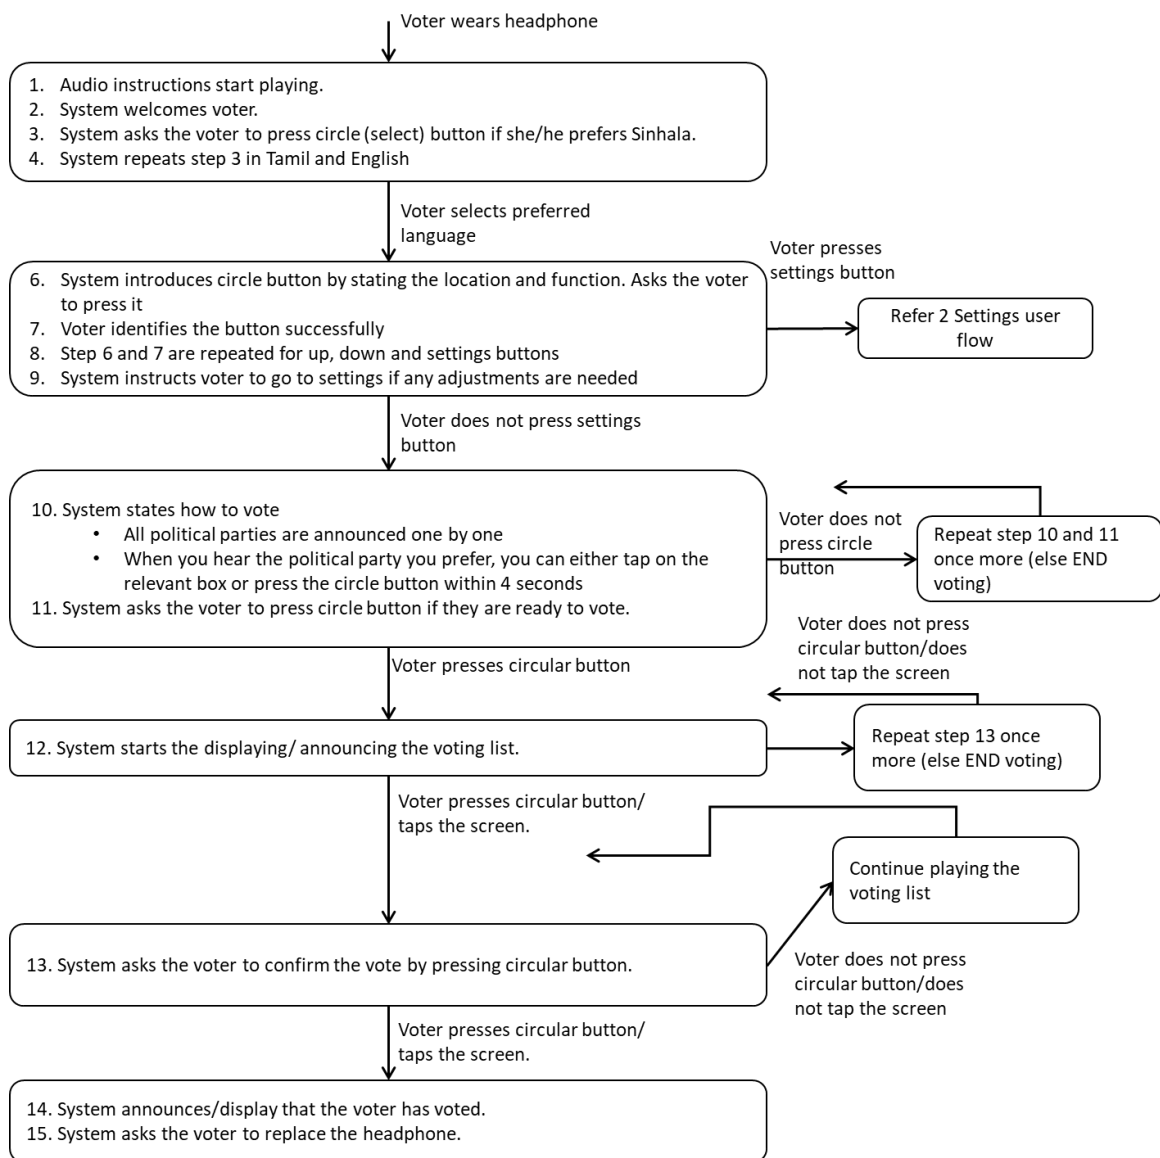 Voter wears headphone
1. Audio instructions start playing.
2. System welcomes voter.
3. System asks the voter to press circle (select) button if she/he prefers Sinhala.
4. System repeats step 3 in Tamil and English
Voter selects preferred
language
6. System introduces circle button by stating the location and function. Asks the voter
to press it
7. Voter identifies the button successfully
8. Step 6 and 7 are repeated for up, down and settings buttons
9. System instructs voter to go to settings if any adjustments are needed
Voter presses
settings button
Refer 2 Settings user
flow
Voter does not press settings
button
10. System states how to vote
• All political parties are announced one by one
• When you hear the political party you prefer, you can either tap on the
relevant box or press the circle button within 4 seconds
11. System asks the voter to press circle button if they are ready to vote.
Voter does not
press circle
button
Repeat step 10 and 11
once more (else END
voting)
Voter presses circular button
Voter does not press
circular button/does
not tap the screen
12. System starts the displaying/ announcing the voting list.
Repeat step 13 once
more (else END voting)
Voter presses circular button/
taps the screen.
Continue playing the
voting list
13. System asks the voter to confirm the vote by pressing circular button.
Voter does not press
circular button/does
not tap the screen
Voter presses circular button/
taps the screen.
14. System announces/display that the voter has voted.
15. System asks the voter to replace the headphone.